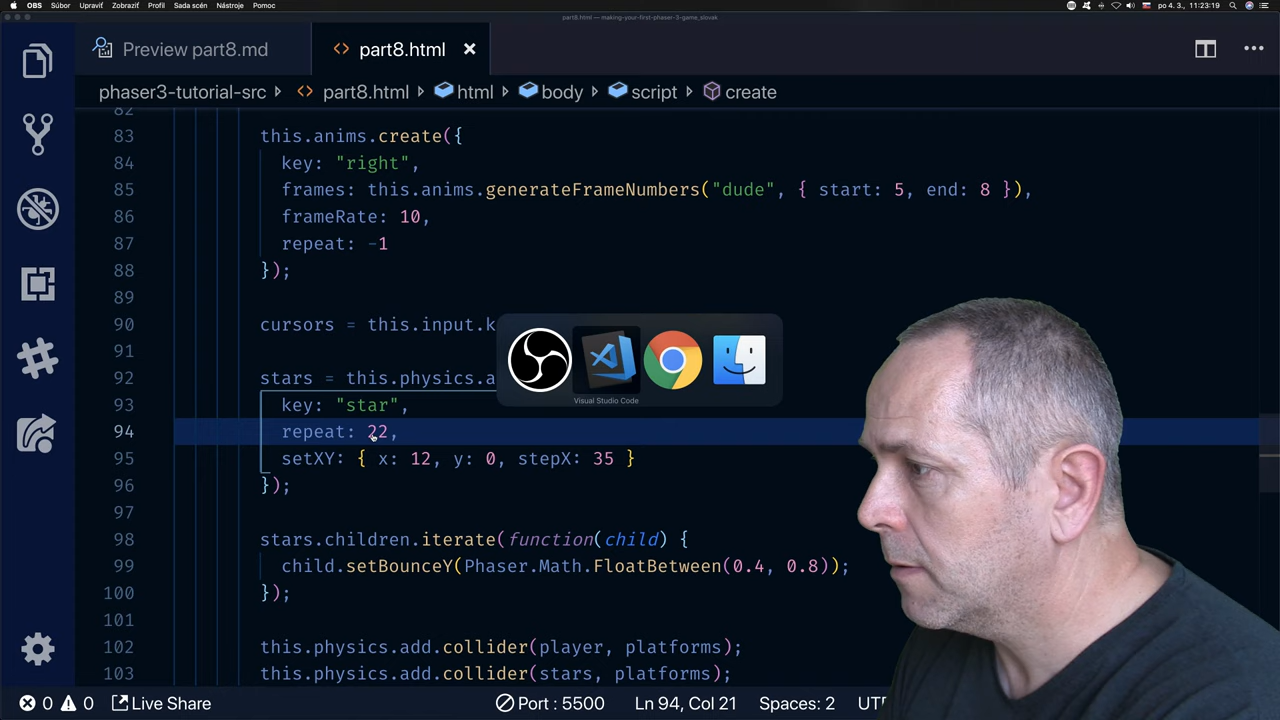 OBS Súbor Upraviť Zobraziť Profil Sada scén Nástroje Pomoc po 4. 3., 11:23:19
part8.html — making-your-first-phaser-3-game_slovak
Preview part8.md part8.html
phaser3-tutorial-src part8.html html body script create
82
83 this.anims.create({
84 key: "right",
85 frames: this.anims.generateFrameNumbers("dude", { start: 5, end: 8 }),
86 frameRate: 10,
87 repeat: -1
88 });
89
90 cursors = this.input.k
91
92 stars = this.physics.a
Visual Studio Code
93 key: "star",
94 repeat: 22,
95 setXY: { x: 12, y: 0, stepX: 35 }
96 });
97
98 stars.children.iterate(function(child) {
99 child.setBounceY(Phaser.Math.FloatBetween(0.4, 0.8));
100 });
101
102 this.physics.add.collider(player, platforms);
103 this.physics.add.collider(stars, platforms);
0 0 Live Share Port : 5500 Ln 94, Col 21 Spaces: 2 UTF